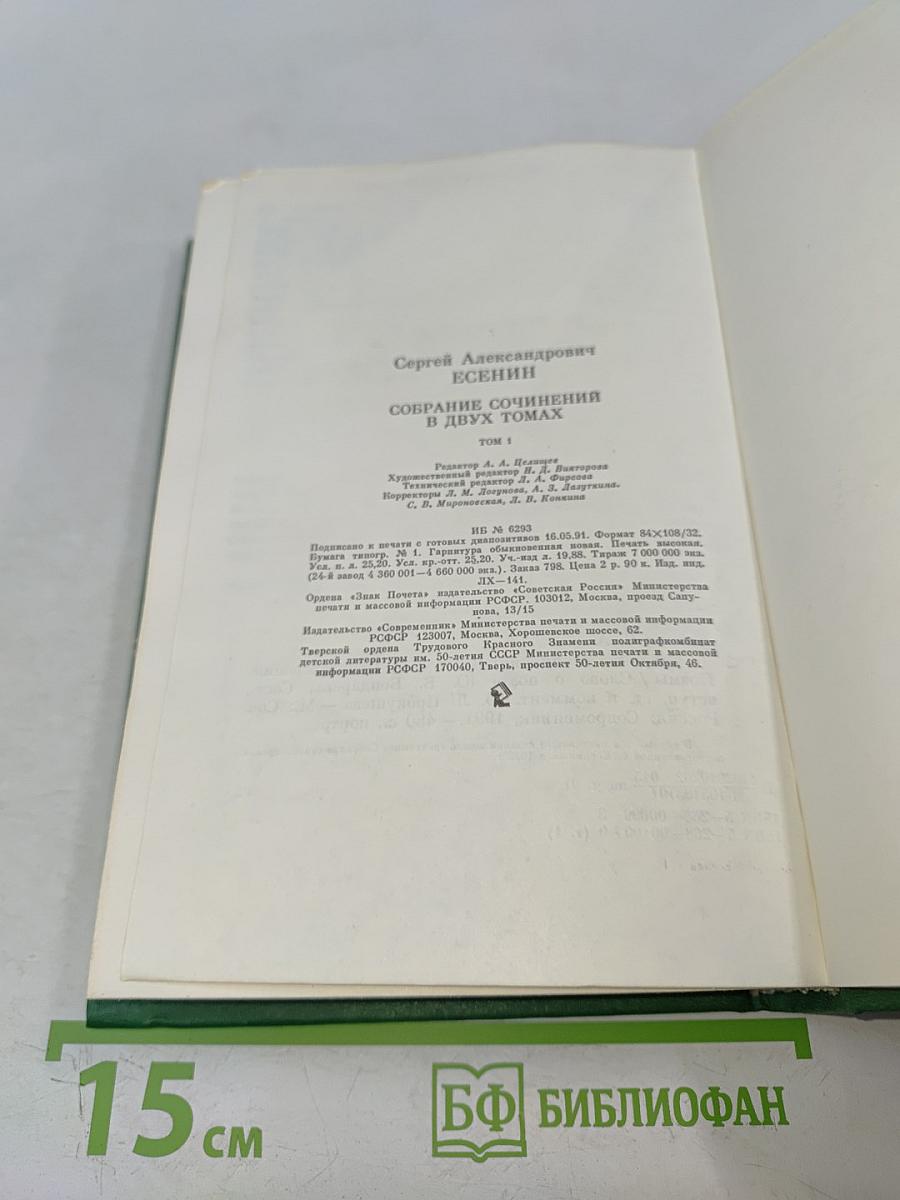 Сергей Александрович
ЕСЕНИН
СОБРАНИЕ СОЧИНЕНИЙ
В ДВУХ ТОМАХ
ТОМ 1
Редактор А. А. Целищев
Художественный редактор Н. Д. Викторова
Технический редактор Л. А. Фирсова
Корректоры Л. М. Логунова, А. З. Лазуткина.
С. В. Мироновская, Л. В. Конкина
ИБ № 6293
Подписано к печати с готовых диапозитивов 16.05.91. Формат 84×108/32.
Бумага типогр. № 1. Гарнитура обыкновенная новая. Печать высокая.
Усл. п. л. 25,20. Усл. кр.-отт. 25,20. Уч.-изд л. 19,88. Тираж 7 000 000 экз.
(24-й завод 4 360 001—4 660 000 экз.). Заказ 798. Цена 2 р. 90 к. Изд. инд.
ЛХ—141.
Ордена «Знак Почета» издательство «Советская Россия» Министерства
печати и массовой информации РСФСР. 103012, Москва, проезд Сапу-
нова, 13/15
Издательство «Современник» Министерства печати и массовой информации
РСФСР 123007, Москва, Хорошевское шоссе, 62.
Тверской ордена Трудового Красного Знамени полиграфкомбинат
детской литературы им. 50-летия СССР Министерства печати и массовой
информации РСФСР 170040, Тверь, проспект 50-летия Октября, 46.
15 см
БФ БИБЛИОФАН